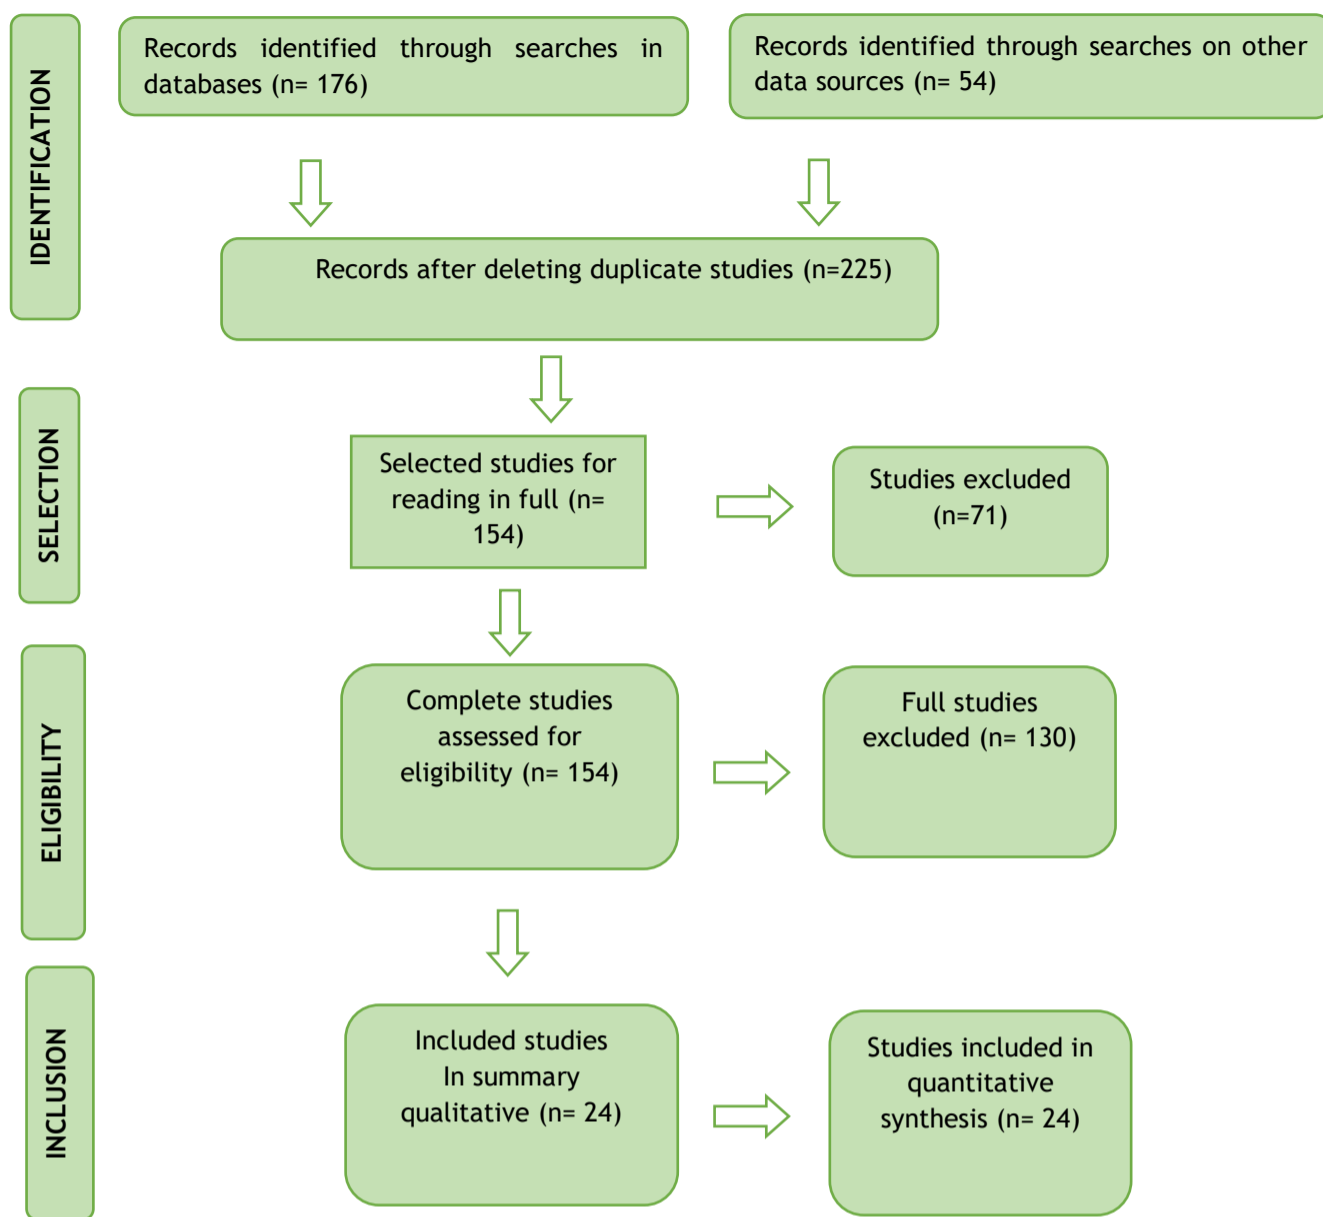 IDENTIFICATION
Records identified through searches in
databases (n= 176)
Records identified through searches on other
data sources (n= 54)
Records after deleting duplicate studies (n=225)
SELECTION
Selected studies for
reading in full (n=
154)
Studies excluded
(n=71)
ELIGIBILITY
Complete studies
assessed for
eligibility (n= 154)
Full studies
excluded (n= 130)
INCLUSION
Included studies
In summary
qualitative (n= 24)
Studies included in
quantitative
synthesis (n= 24)